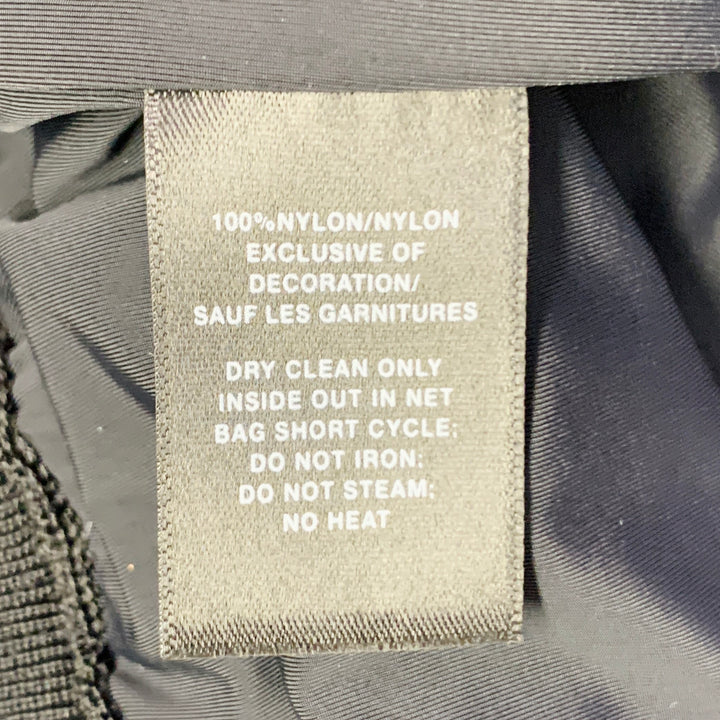 100%NYLON/NYLON
EXCLUSIVE OF
DECORATION/
SAUF LES GARNITURES
DRY CLEAN ONLY
INSIDE OUT IN NET
BAG SHORT CYCLE;
DO NOT IRON;
DO NOT STEAM;
NO HEAT